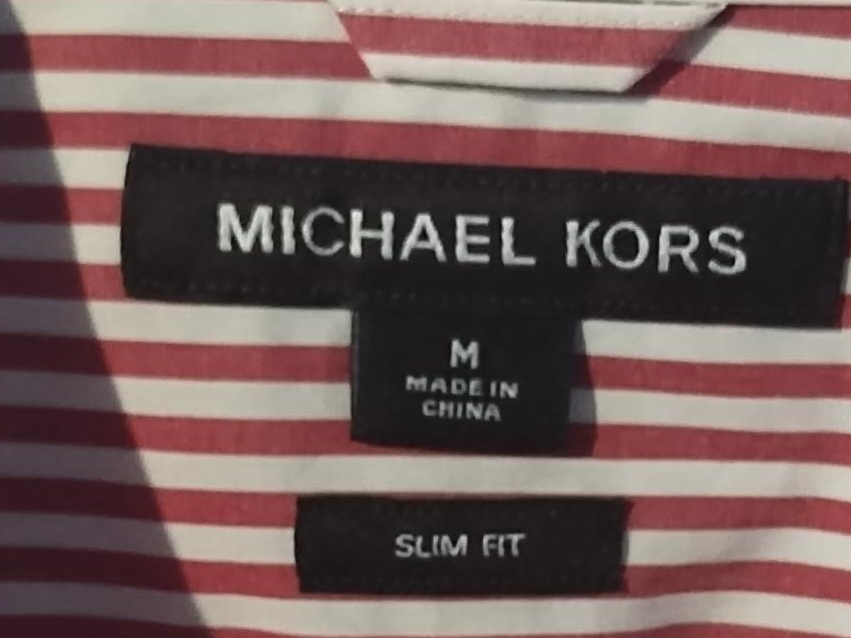 MICHAEL KORS
M
MADE IN
CHINA
SLIM FIT